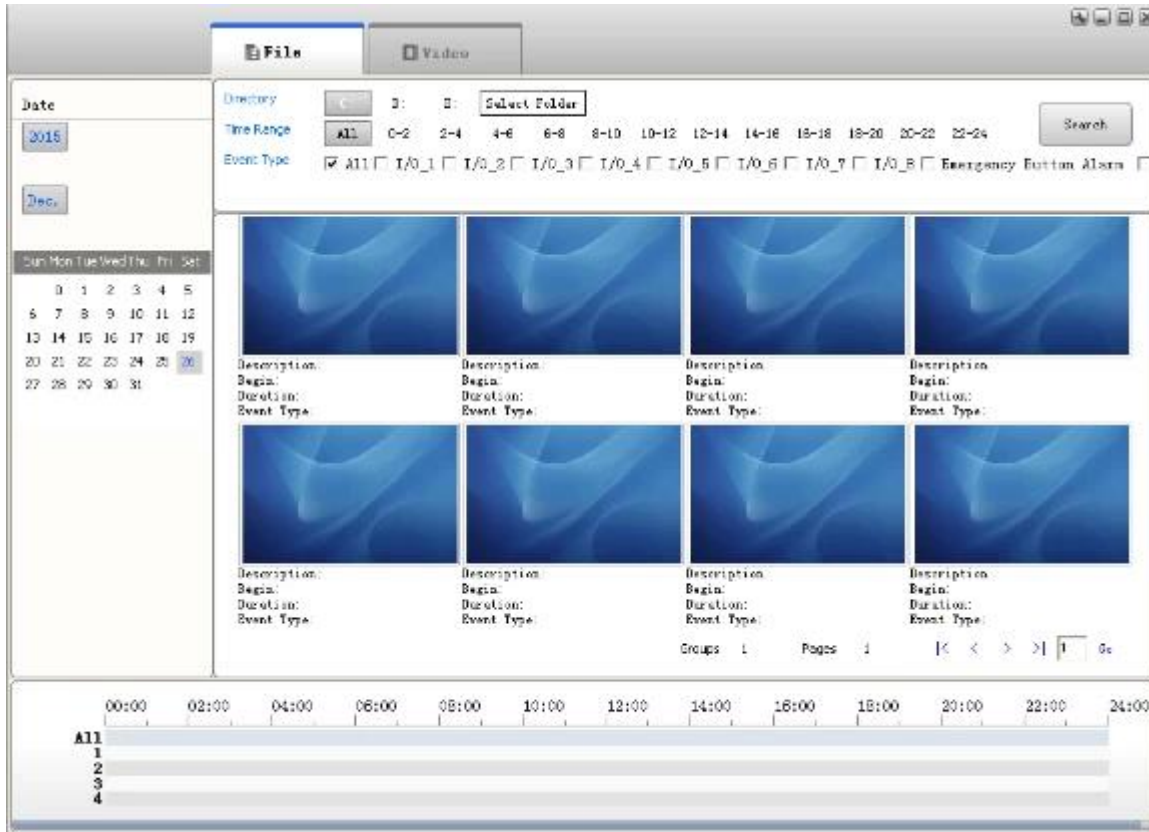 File Video
Date
2015
Dec.
Sun Mon Tue Wed Thu Fri Sat
0 1 2 3 4 5
6 7 8 9 10 11 12
13 14 15 16 17 18 19
20 21 22 23 24 25 26
27 28 29 30 31
Directory C: Select Folder
Time Range All 0-2 2-4 4-6 6-8 8-10 10-12 12-14 14-16 16-18 18-20 20-22 22-24
Search
Event Type All I/O_1 I/O_2 I/O_3 I/O_4 I/O_5 I/O_6 I/O_7 I/O_8 Emergency Button Alarm
Description: Description: Description: Description:
Begin: Begin: Begin: Begin:
Duration: Duration: Duration: Duration:
Event Type: Event Type: Event Type: Event Type:
Description: Description: Description: Description:
Begin: Begin: Begin: Begin:
Duration: Duration: Duration: Duration:
Event Type: Event Type: Event Type: Event Type:
Groups 1 Pages 1 |< < > >| 1 Go
00:00 02:00 04:00 06:00 08:00 10:00 12:00 14:00 16:00 18:00 20:00 22:00 24:00
All
1
2
3
4